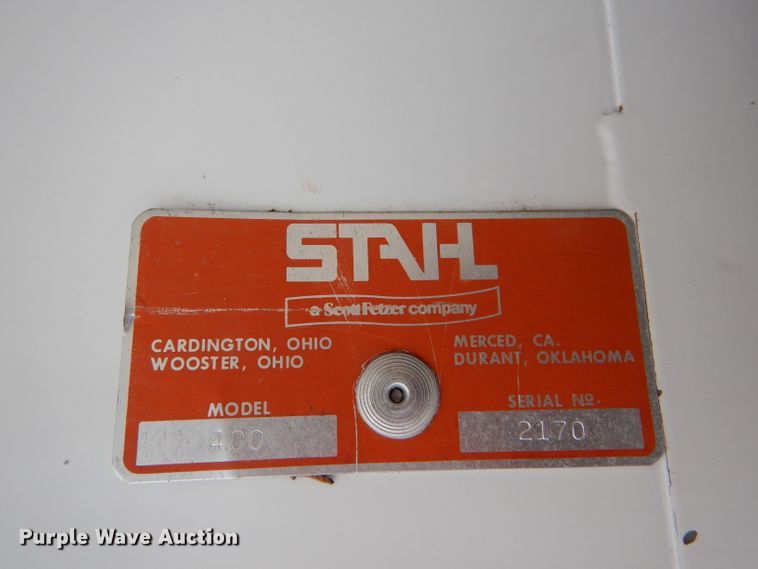 STAHL
a Scott Fetzer company
CARDINGTON, OHIO
WOOSTER, OHIO
MERCED, CA.
DURANT, OKLAHOMA
MODEL
400
SERIAL Nº.
2170
Purple Wave Auction